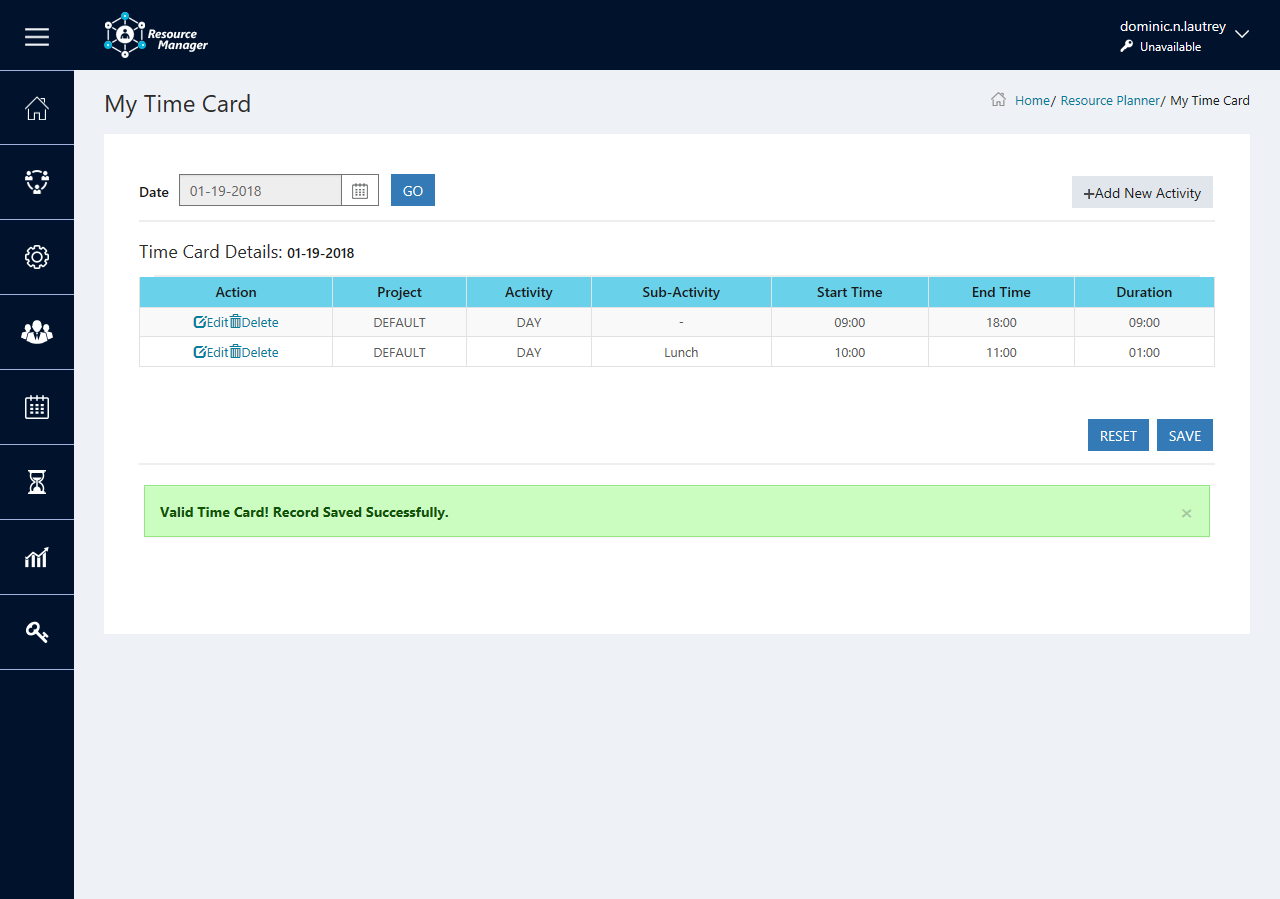 Resource
Manager
dominic.n.lautrey
Unavailable
My Time Card
Home/ Resource Planner/ My Time Card
Date 01-19-2018 GO +Add New Activity
Time Card Details: 01-19-2018
Action Project Activity Sub-Activity Start Time End Time Duration
Edit Delete DEFAULT DAY - 09:00 18:00 09:00
Edit Delete DEFAULT DAY Lunch 10:00 11:00 01:00
RESET SAVE
Valid Time Card! Record Saved Successfully. ×